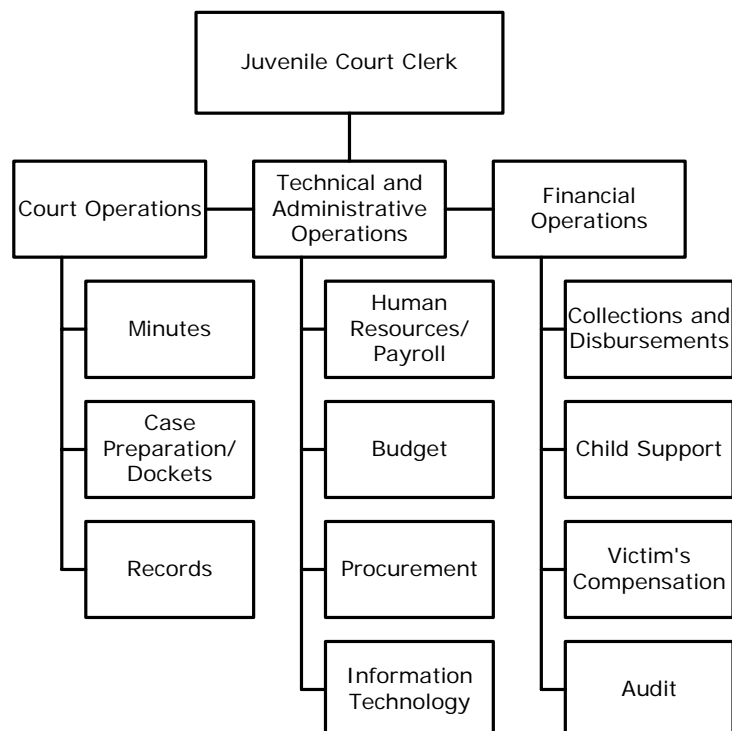 Juvenile Court Clerk
Court Operations
Technical and
Administrative
Operations
Financial
Operations
Minutes
Case
Preparation/
Dockets
Records
Human
Resources/
Payroll
Budget
Procurement
Information
Technology
Collections and
Disbursements
Child Support
Victim's
Compensation
Audit